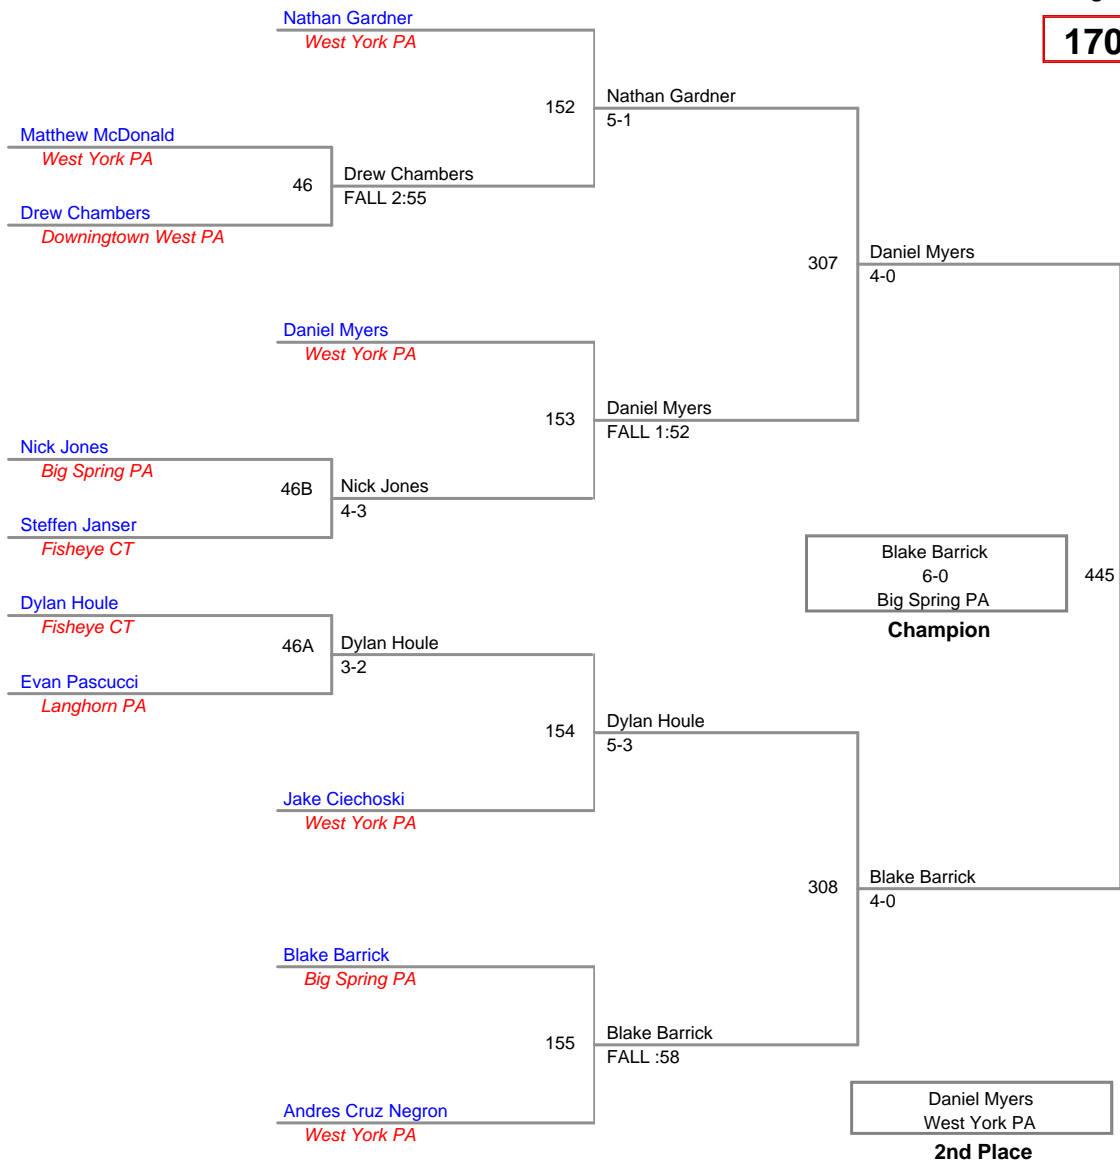 Nathan Gardner
West York PA
170
152
Nathan Gardner
5-1
Matthew McDonald
West York PA
46
Drew Chambers
FALL 2:55
Drew Chambers
Downingtown West PA
307
Daniel Myers
4-0
Daniel Myers
West York PA
153
Daniel Myers
FALL 1:52
Nick Jones
Big Spring PA
46B
Nick Jones
4-3
Steffen Janser
Fisheye CT
Blake Barrick
6-0
Big Spring PA
445
Champion
Dylan Houle
Fisheye CT
46A
Dylan Houle
3-2
Evan Pascucci
Langhorn PA
154
Dylan Houle
5-3
Jake Ciechoski
West York PA
308
Blake Barrick
4-0
Blake Barrick
Big Spring PA
155
Blake Barrick
FALL :58
Andres Cruz Negron
West York PA
Daniel Myers
West York PA
2nd Place